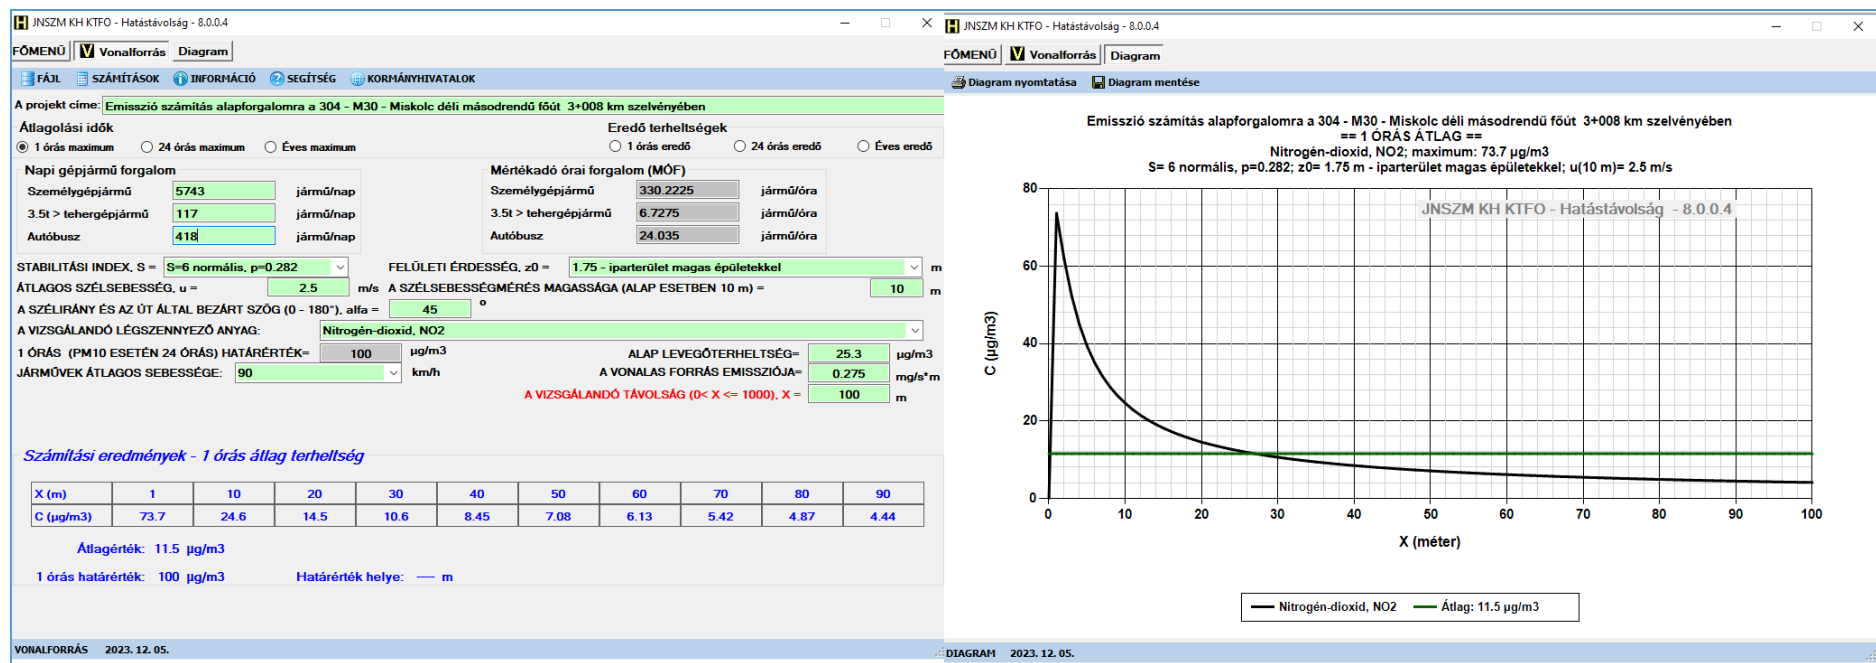 JNSZM KH KTFO - Hatástávolság - 8.0.0.4
FŐMENÜ V Vonalforrás Diagram
FÁJL SZÁMÍTÁSOK INFORMÁCIÓ SEGÍTSÉG KORMÁNYHIVATALOK
A projekt címe: Emisszió számítás alapforgalomra a 304 - M30 - Miskolc déli másodrendű főút 3+008 km szelvényében
Átlagolási idők Eredő terheltségek
1 órás maximum 24 órás maximum Éves maximum 1 órás eredő 24 órás eredő Éves eredő
Napi gépjármű forgalom Mértékadó órai forgalom (MÓF)
Személygépjármű 5743 jármű/nap Személygépjármű 330.2225 jármű/óra
3.5t > tehergépjármű 117 jármű/nap 3.5t > tehergépjármű 6.7275 jármű/óra
Autóbusz 418 jármű/nap Autóbusz 24.035 jármű/óra
STABILITÁSI INDEX, S = S=6 normális, p=0.282 FELÜLETI ÉRDESSÉG, z0 = 1.75 - iparterület magas épületekkel m
ÁTLAGOS SZÉLSEBESSÉG, u = 2.5 m/s A SZÉLSEBESSÉGMÉRÉS MAGASSÁGA (ALAP ESETBEN 10 m) = 10 m
A SZÉLIRÁNY ÉS AZ ÚT ÁLTAL BEZÁRT SZÖG (0 - 180°), alfa = 45 o
A VIZSGÁLANDÓ LÉGSZENNYEZŐ ANYAG: Nitrogén-dioxid, NO2
1 ÓRÁS (PM10 ESETÉN 24 ÓRÁS) HATÁRÉRTÉK= 100 µg/m3 ALAP LEVEGŐTERHELTSÉG= 25.3 µg/m3
JÁRMŰVEK ÁTLAGOS SEBESSÉGE: 90 km/h A VONALAS FORRÁS EMISSZIÓJA= 0.275 mg/s*m
A VIZSGÁLANDÓ TÁVOLSÁG (0< X <= 1000), X = 100 m
Számítási eredmények - 1 órás átlag terheltség
X (m) 1 10 20 30 40 50 60 70 80 90
C (µg/m3) 73.7 24.6 14.5 10.6 8.45 7.08 6.13 5.42 4.87 4.44
Átlagérték: 11.5 µg/m3
1 órás határérték: 100 µg/m3 Határérték helye: ---- m
VONALFORRÁS 2023. 12. 05.
JNSZM KH KTFO - Hatástávolság - 8.0.0.4
FŐMENÜ V Vonalforrás Diagram
Diagram nyomtatása Diagram mentése
Emisszió számítás alapforgalomra a 304 - M30 - Miskolc déli másodrendű főút 3+008 km szelvényében
== 1 ÓRÁS ÁTLAG ==
Nitrogén-dioxid, NO2; maximum: 73.7 µg/m3
S= 6 normális, p=0.282; z0= 1.75 m - iparterület magas épületekkel; u(10 m)= 2.5 m/s
JNSZM KH KTFO - Hatástávolság - 8.0.0.4
80
60
40
20
0
C (µg/m3)
0 10 20 30 40 50 60 70 80 90 100
X (méter)
Nitrogén-dioxid, NO2 Átlag: 11.5 µg/m3
DIAGRAM 2023. 12. 05.